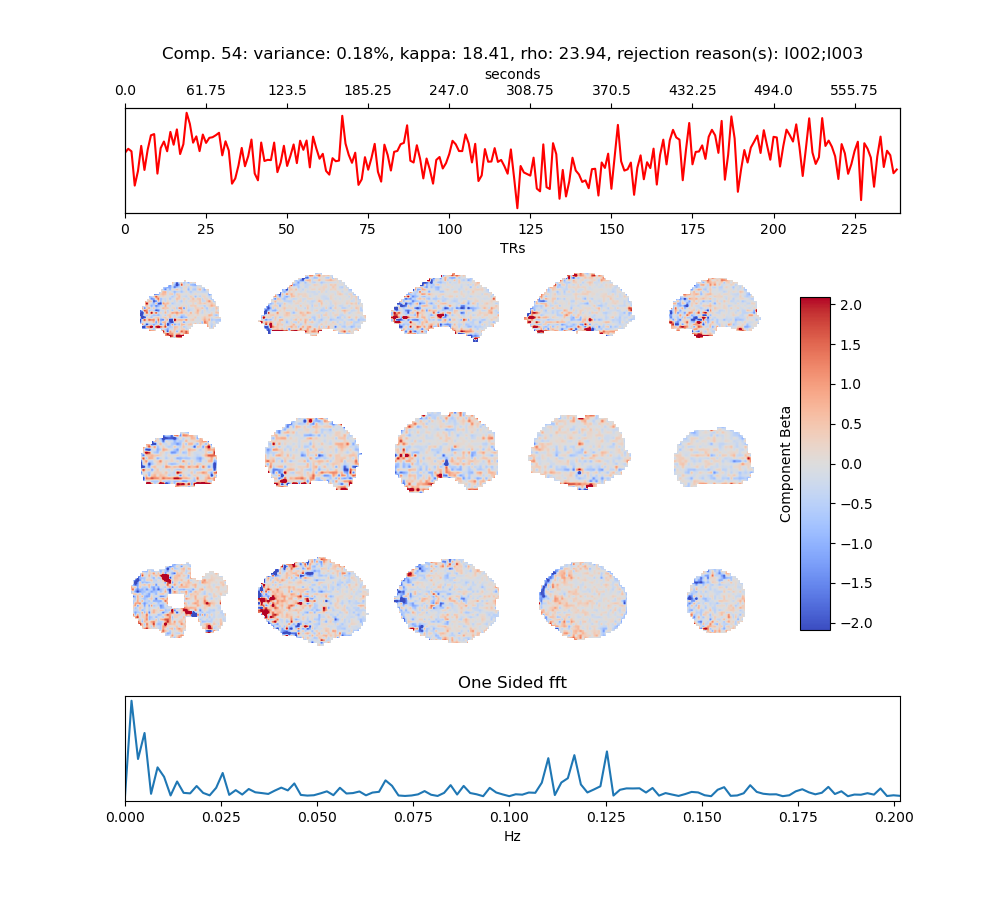 Comp. 54: variance: 0.18%, kappa: 18.41, rho: 23.94, rejection reason(s): I002;I003
seconds
0.0 61.75 123.5 185.25 247.0 308.75 370.5 432.25 494.0 555.75
0 25 50 75 100 125 150 175 200 225
TRs
2.0
1.5
1.0
0.5
0.0
−0.5
−1.0
−1.5
−2.0
Component Beta
One Sided fft
0.000 0.025 0.050 0.075 0.100 0.125 0.150 0.175 0.200
Hz